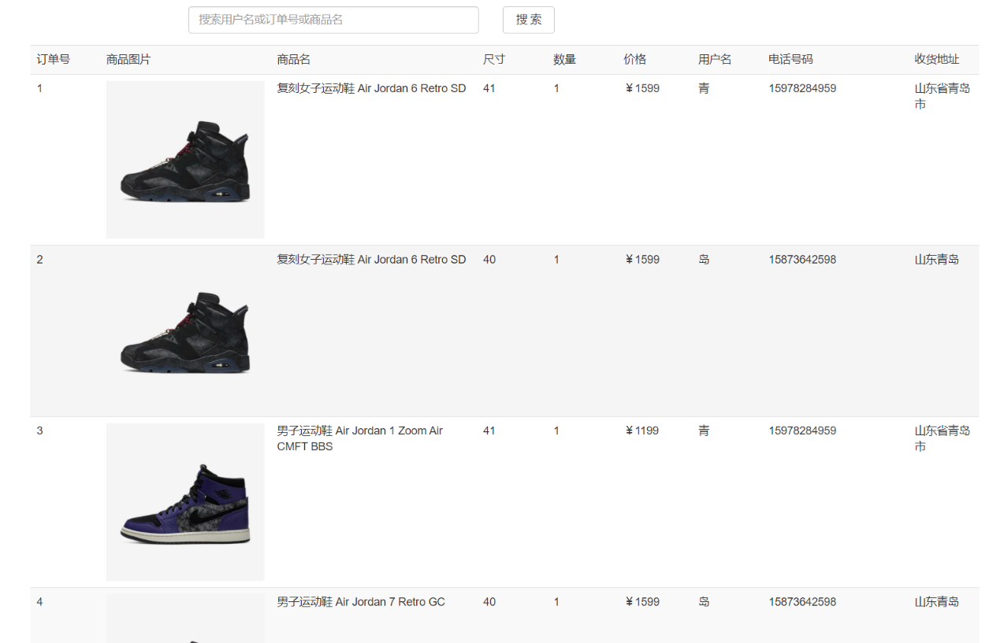 搜索用户名或订单号或商品名 搜 索
订单号 商品图片 商品名 尺寸 数量 价格 用户名 电话号码 收货地址
1 复刻女子运动鞋 Air Jordan 6 Retro SD 41 1 ￥1599 青 15978284959 山东省青岛
市
2 复刻女子运动鞋 Air Jordan 6 Retro SD 40 1 ￥1599 岛 15873642598 山东青岛
3 男子运动鞋 Air Jordan 1 Zoom Air 41 1 ￥1199 青 15978284959 山东省青岛
CMFT BBS 市
4 男子运动鞋 Air Jordan 7 Retro GC 40 1 ￥1599 岛 15873642598 山东青岛